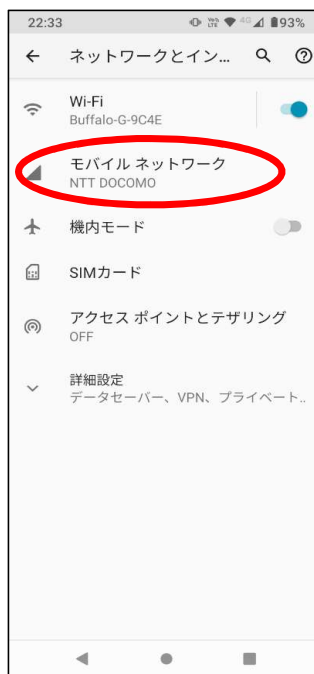 22:33 VoLTE 4G 93%
ネットワークとイン...
Wi-Fi
Buffalo-G-9C4E
モバイル ネットワーク
NTT DOCOMO
機内モード
SIMカード
アクセス ポイントとテザリング
OFF
詳細設定
データセーバー、VPN、プライベート..